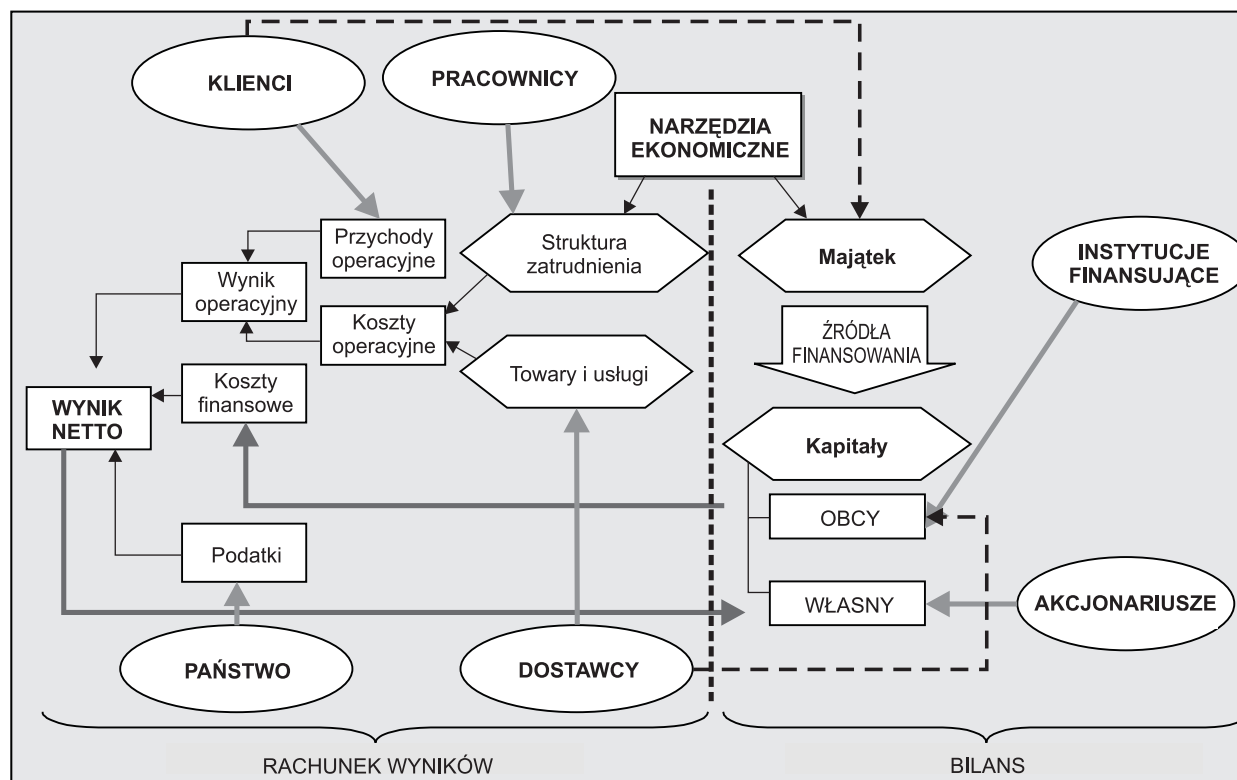 KLIENCI
PRACOWNICY
NARZĘDZIA
EKONOMICZNE
Przychody
operacyjne
Struktura
zatrudnienia
Majątek
INSTYTUCJE
FINANSUJĄCE
Wynik
operacyjny
Koszty
operacyjne
ŹRÓDŁA
FINANSOWANIA
Towary i usługi
Koszty
finansowe
WYNIK
NETTO
Kapitały
OBCY
Podatki
WŁASNY
AKCJONARIUSZE
PAŃSTWO
DOSTAWCY
RACHUNEK WYNIKÓW
BILANS